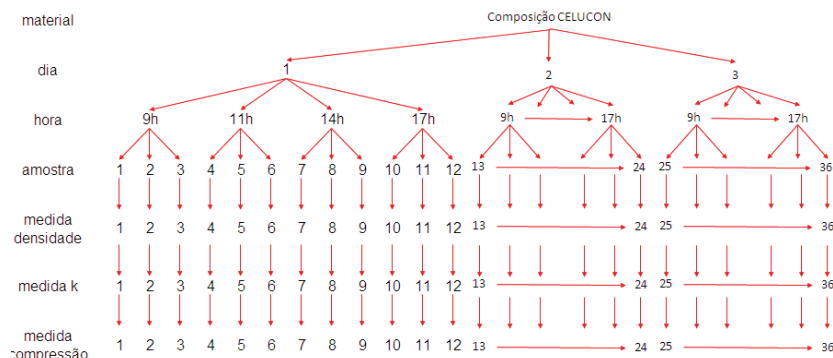 material Composição CELUCON
dia 1 2 3
hora 9h 11h 14h 17h 9h 17h 9h 17h
amostra 1 2 3 4 5 6 7 8 9 10 11 12 13 24 25 36
medida
densidade 1 2 3 4 5 6 7 8 9 10 11 12 13 24 25 36
medida k 1 2 3 4 5 6 7 8 9 10 11 12 13 24 25 36
medida
compressão 1 2 3 4 5 6 7 8 9 10 11 12 13 24 25 36